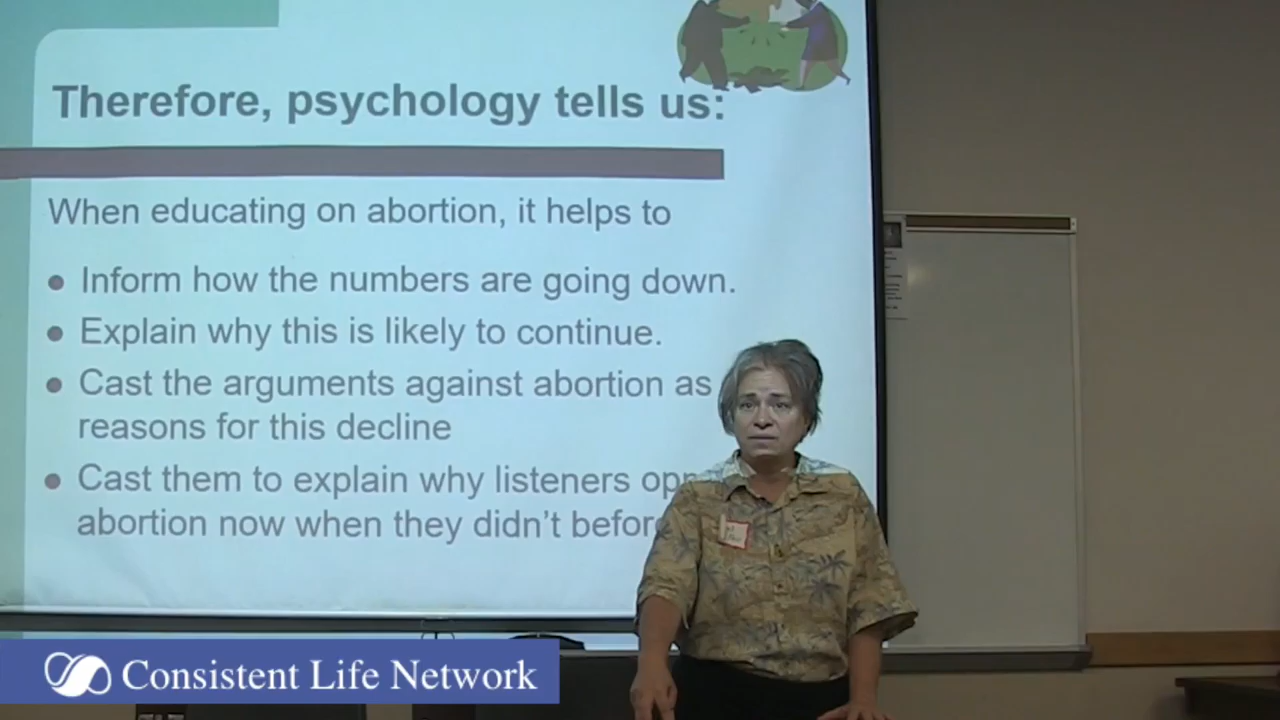 Therefore, psychology tells us:
When educating on abortion, it helps to
Inform how the numbers are going down.
Explain why this is likely to continue.
Cast the arguments against abortion as
reasons for this decline
Cast them to explain why listeners
abortion now when they didn't
Consistent Life Network